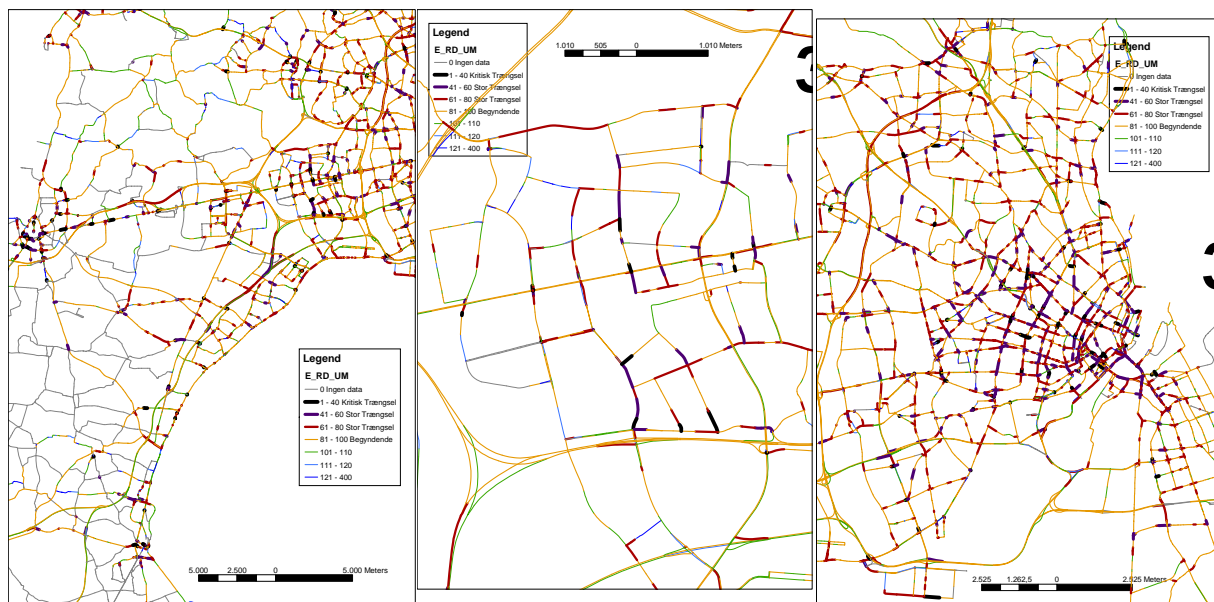 Legend
E_RD_UM
0 Ingen data
1 - 40 Kritisk Trængsel
41 - 60 Stor Trængsel
61 - 80 Stor Trængsel
81 - 100 Begyndende
101 - 110
111 - 120
121 - 400
5.000 2.500 0 5.000 Meters
Legend
E_RD_UM
0 Ingen data
1 - 40 Kritisk Trængsel
41 - 60 Stor Trængsel
61 - 80 Stor Trængsel
81 - 100 Begyndende
101 - 110
111 - 120
121 - 400
1.010 505 0 1.010 Meters
Legend
E_RD_UM
0 Ingen data
1 - 40 Kritisk Trængsel
41 - 60 Stor Trængsel
61 - 80 Stor Trængsel
81 - 100 Begyndende
101 - 110
111 - 120
121 - 400
2.525 1.262,5 0 2.525 Meters